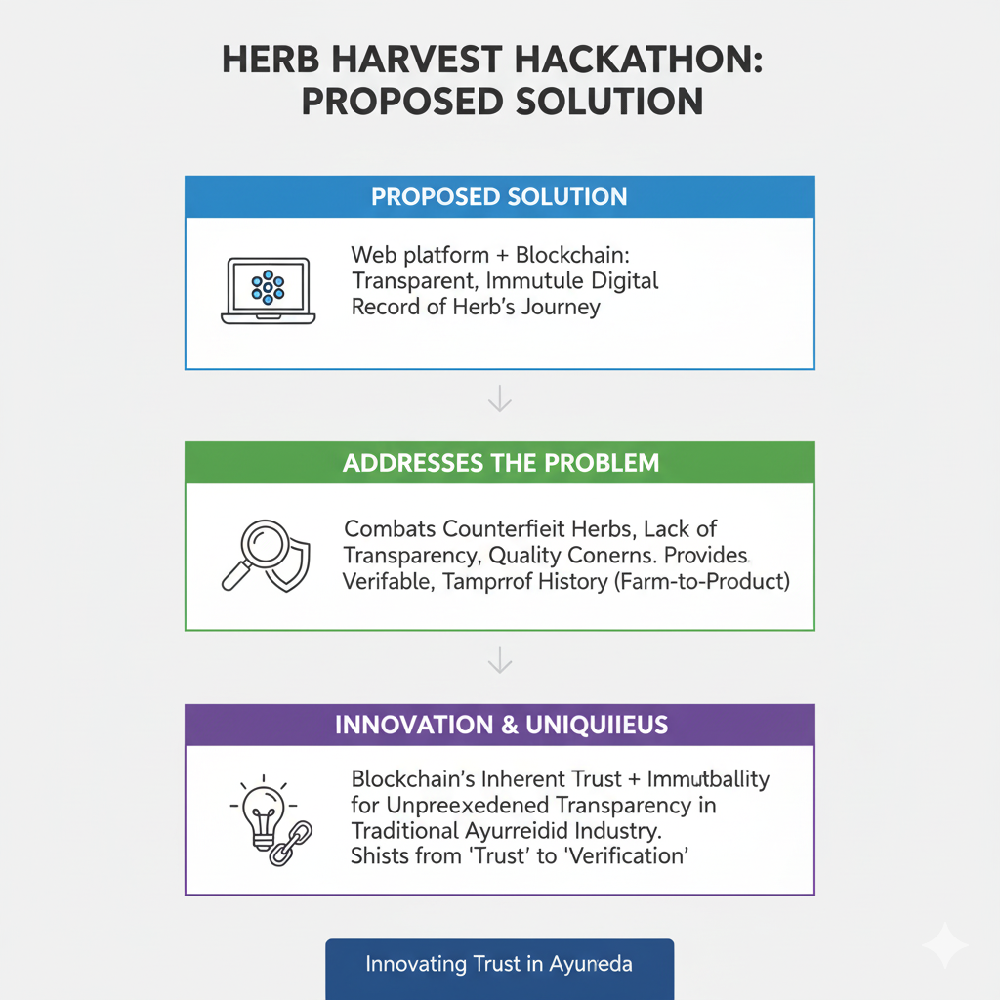 HERB HARVEST HACKATHON:
PROPOSED SOLUTION
PROPOSED SOLUTION
Web platform + Blockchain:
Transparent, Immutule Digital
Record of Herb's Journey
ADDRESSES THE PROBLEM
Combats Counterfieit Herbs, Lack of
Transparency, Quality Conerns. Provides
Verifable, Tamprrof History (Farm-to-Product)
INNOVATION & UNIQUIIEUS
Blockchain's Inherent Trust + Immutballity
for Unpreexedened Transparency in
Traditional Ayurreidid Industry.
Shists from 'Trust' to 'Verification'
Innovating Trust in Ayuneda